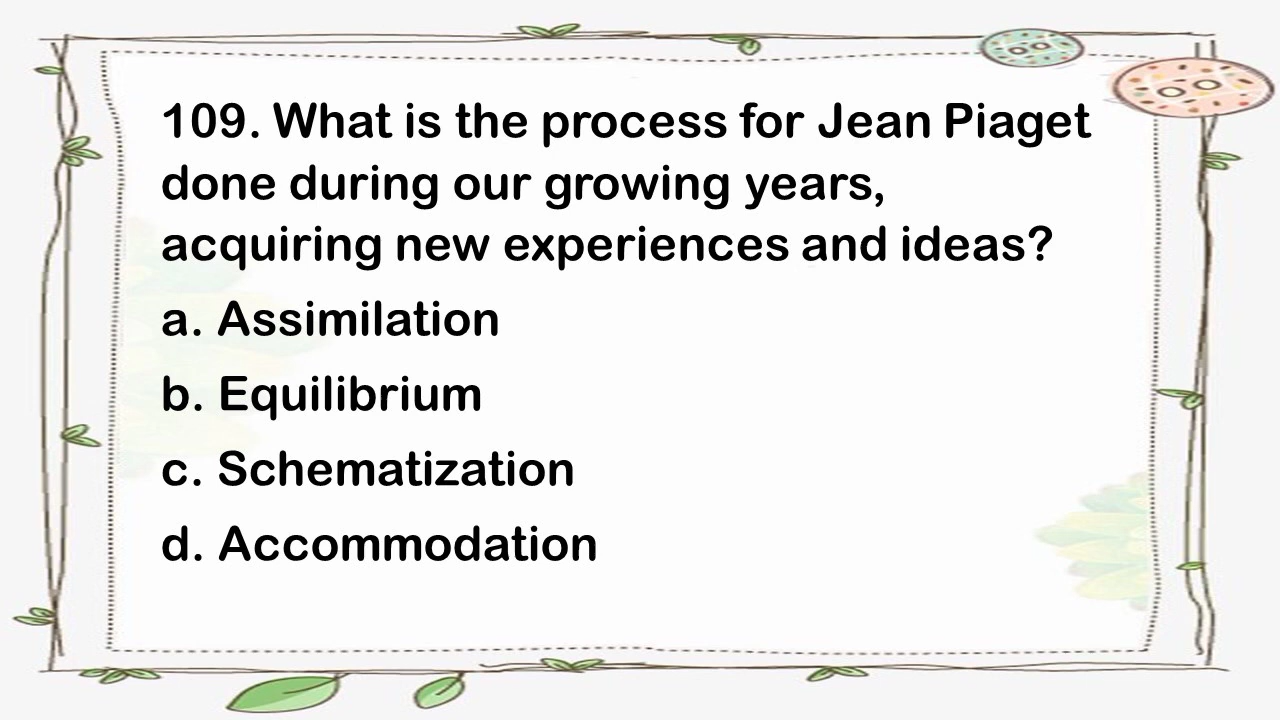 109. What is the process for Jean Piaget
done during our growing years,
acquiring new experiences and ideas?
a. Assimilation
b. Equilibrium
c. Schematization
d. Accommodation